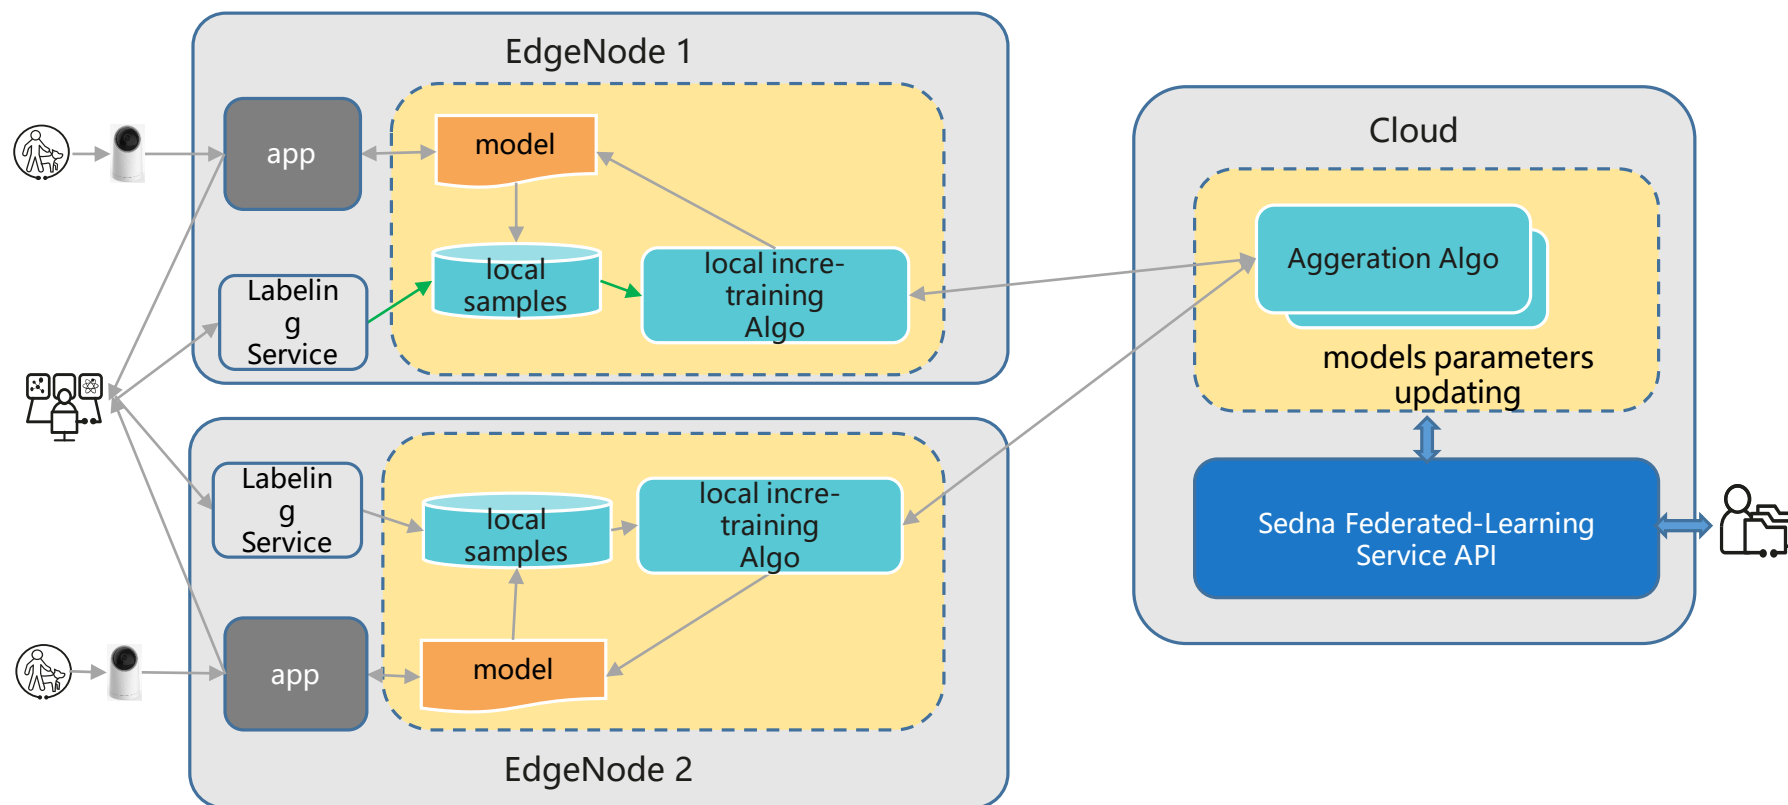 EdgeNode 1
app
model
local
samples
local incre-
training
Algo
Labelin
g
Service
Cloud
Aggeration Algo
models parameters
updating
Sedna Federated-Learning
Service API
Labelin
g
Service
local
samples
local incre-
training
Algo
app
model
EdgeNode 2